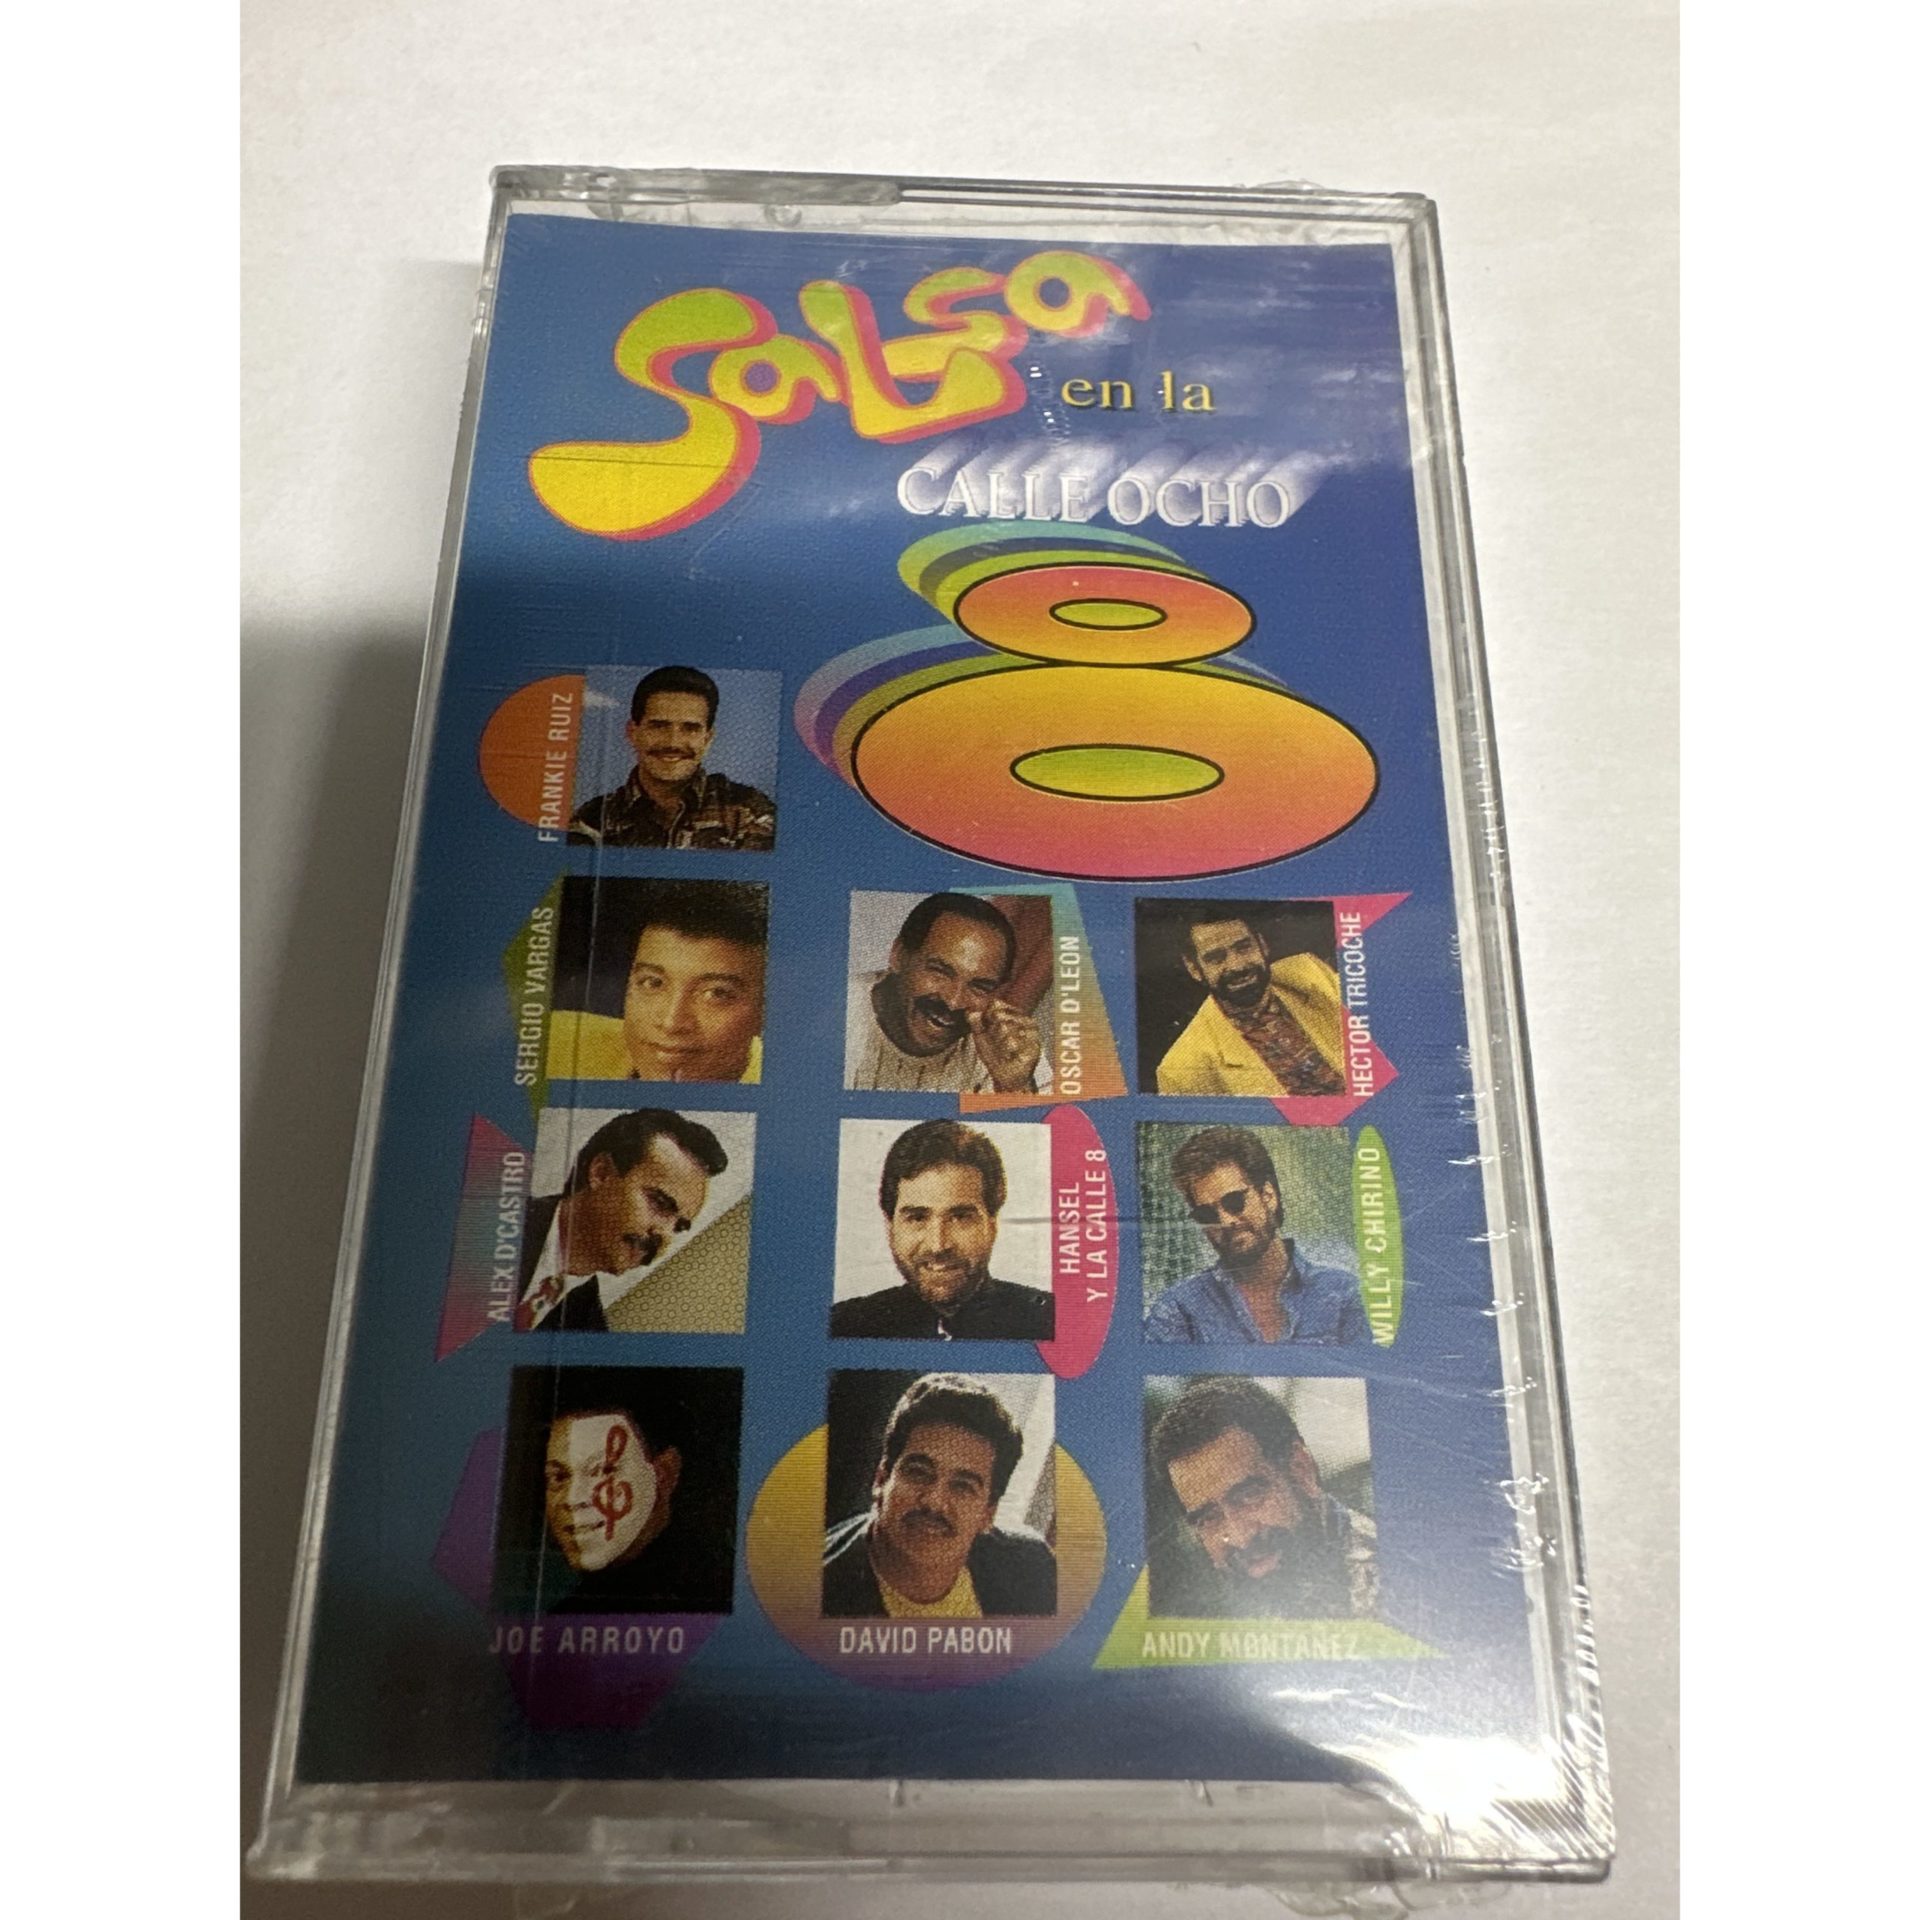 Salsa
en la
CALLE OCHO
8
FRANKIE RUIZ
SERGIO VARGAS
OSCAR D'LEON
HECTOR TRICOCHE
ALEX D'CASTRO
HANSEL
Y LA CALLE 8
WILLY CHIRINO
JOE ARROYO
DAVID PABON
ANDY MONTAÑEZ